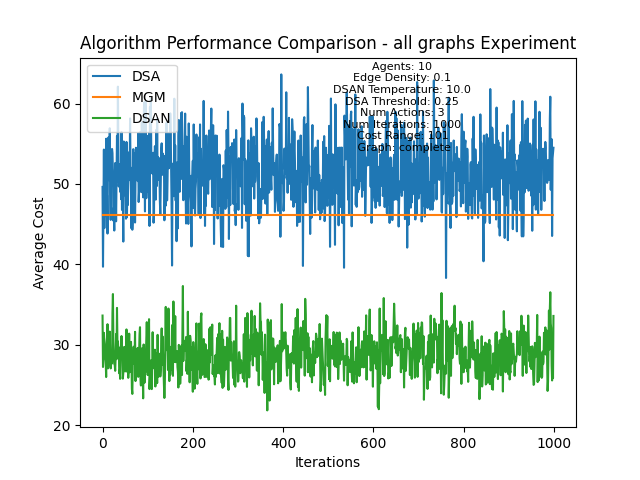 Algorithm Performance Comparison - all graphs Experiment
DSA
MGM
DSAN
Agents: 10
Edge Density: 0.1
DSAN Temperature: 10.0
DSA Threshold: 0.25
Num Actions: 3
Num Iterations: 1000
Cost Range: 101
Graph: complete
Average Cost
60
50
40
30
20
0
200
400
600
800
1000
Iterations